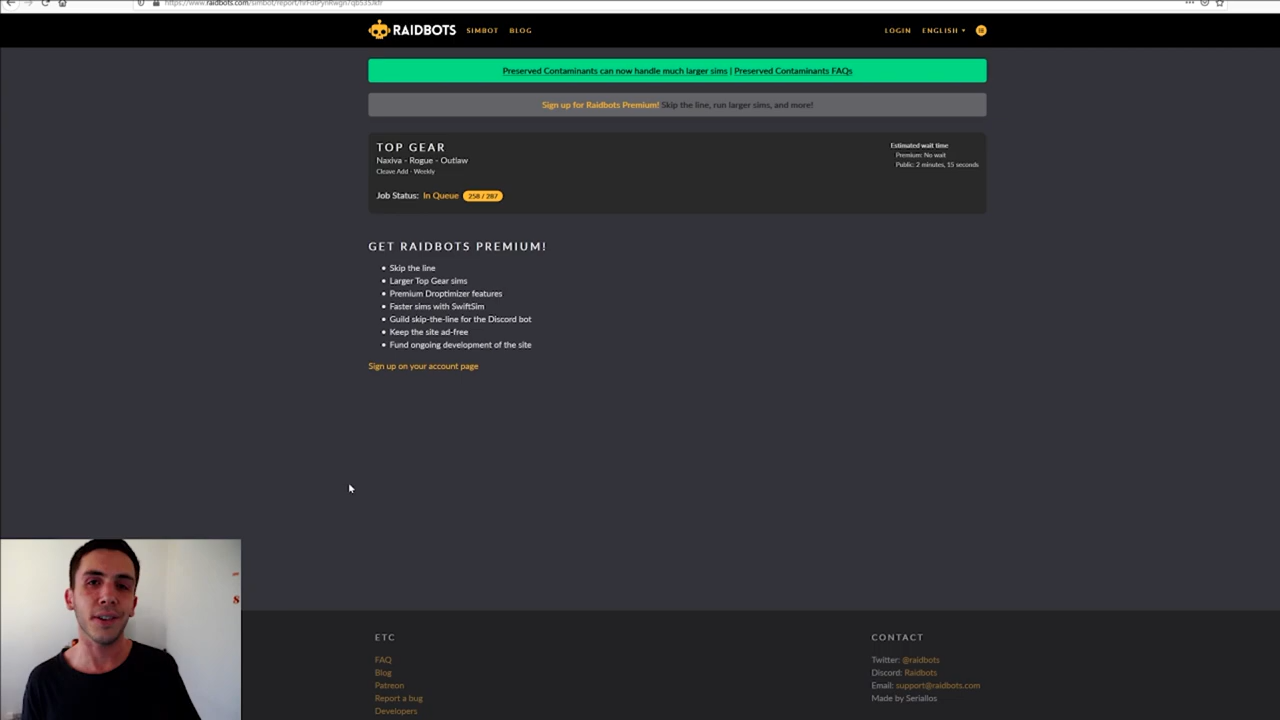 RAIDBOTS
SIMBOT
BLOG
LOGIN
ENGLISH
Preserved Contaminants can now handle much larger sims | Preserved Contaminants FAQs
Sign up for Raidbots Premium! Skip the line, run larger sims, and more!
TOP GEAR
Naxiva - Rogue - Outlaw
Cleave Add - Weekly
Estimated wait time
Premium: No wait
Public: 2 minutes, 15 seconds
Job Status: In Queue 258 / 287
GET RAIDBOTS PREMIUM!
• Skip the line
• Larger Top Gear sims
• Premium Droptimizer features
• Faster sims with SwiftSim
• Guild skip-the-line for the Discord bot
• Keep the site ad-free
• Fund ongoing development of the site
Sign up on your account page
ETC
FAQ
Blog
Patreon
Report a bug
Developers
CONTACT
Twitter: @raidbots
Discord: Raidbots
Email: support@raidbots.com
Made by Seriallos